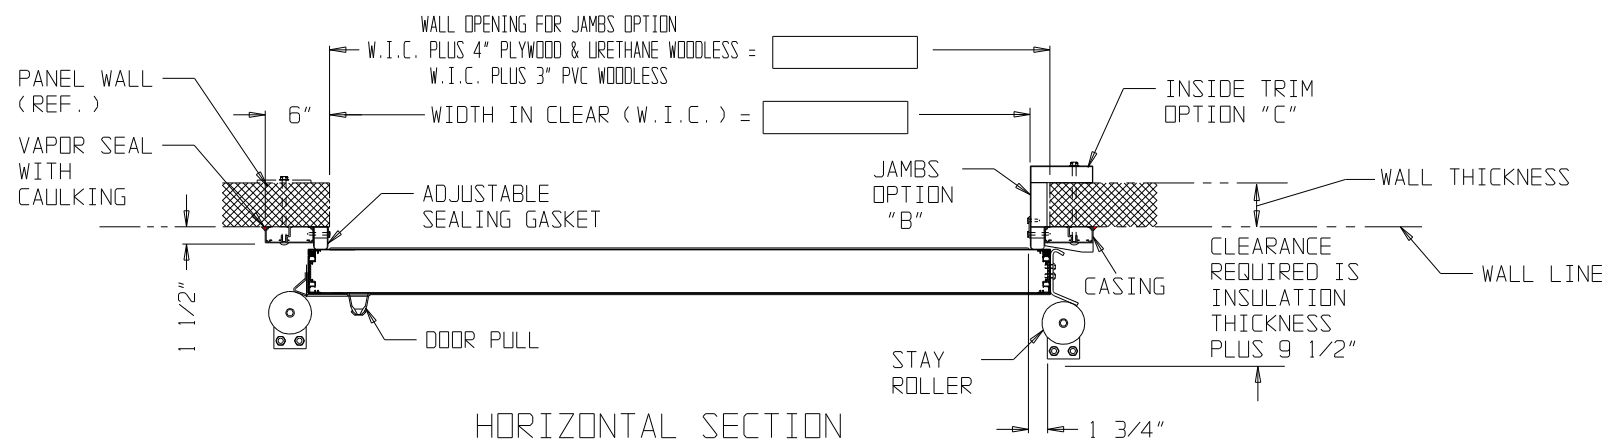 WALL OPENING FOR JAMBS OPTION
W.I.C. PLUS 4" PLYWOOD & URETHANE WOODLESS =
W.I.C. PLUS 3" PVC WOODLESS
PANEL WALL
(REF.)
6"
WIDTH IN CLEAR (W.I.C.) =
INSIDE TRIM
OPTION "C"
VAPOR SEAL
WITH
CAULKING
ADJUSTABLE
SEALING GASKET
JAMBS
OPTION
"B"
WALL THICKNESS
CLEARANCE
REQUIRED IS
INSULATION
THICKNESS
PLUS 9 1/2"
WALL LINE
CASING
1 1/2"
DOOR PULL
STAY
ROLLER
HORIZONTAL SECTION
1 3/4"